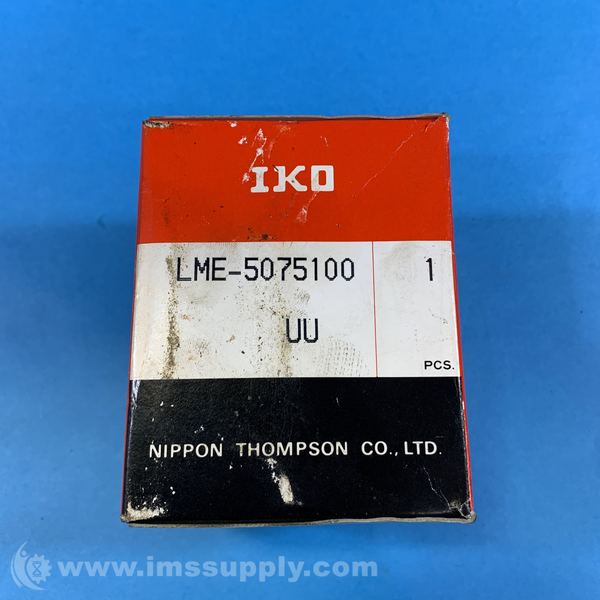 IKO
LME-5075100 1
UU
PCS.
NIPPON THOMPSON CO., LTD.
www.imssupply.com